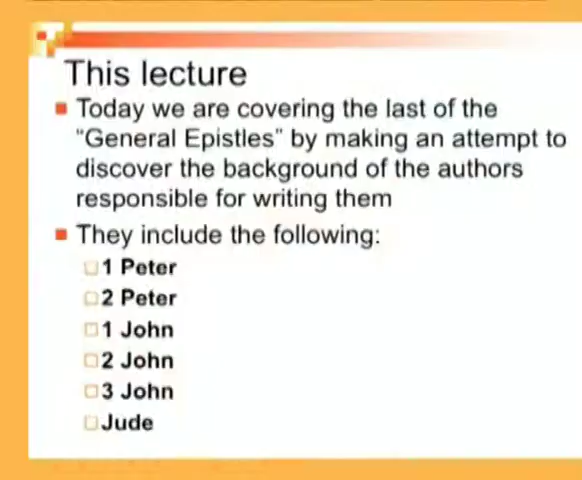 This lecture
Today we are covering the last of the
"General Epistles" by making an attempt to
discover the background of the authors
responsible for writing them
They include the following:
1 Peter
2 Peter
1 John
2 John
3 John
Jude